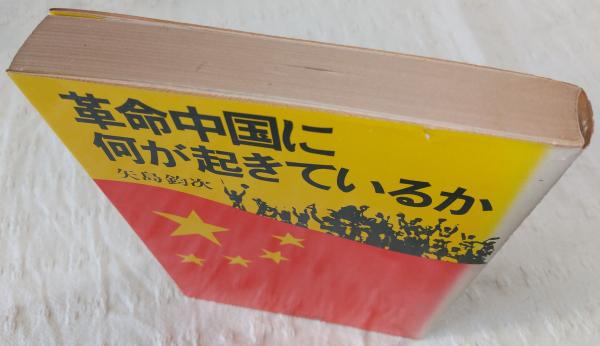 革命中国に
何が起きているか
矢島鈞次